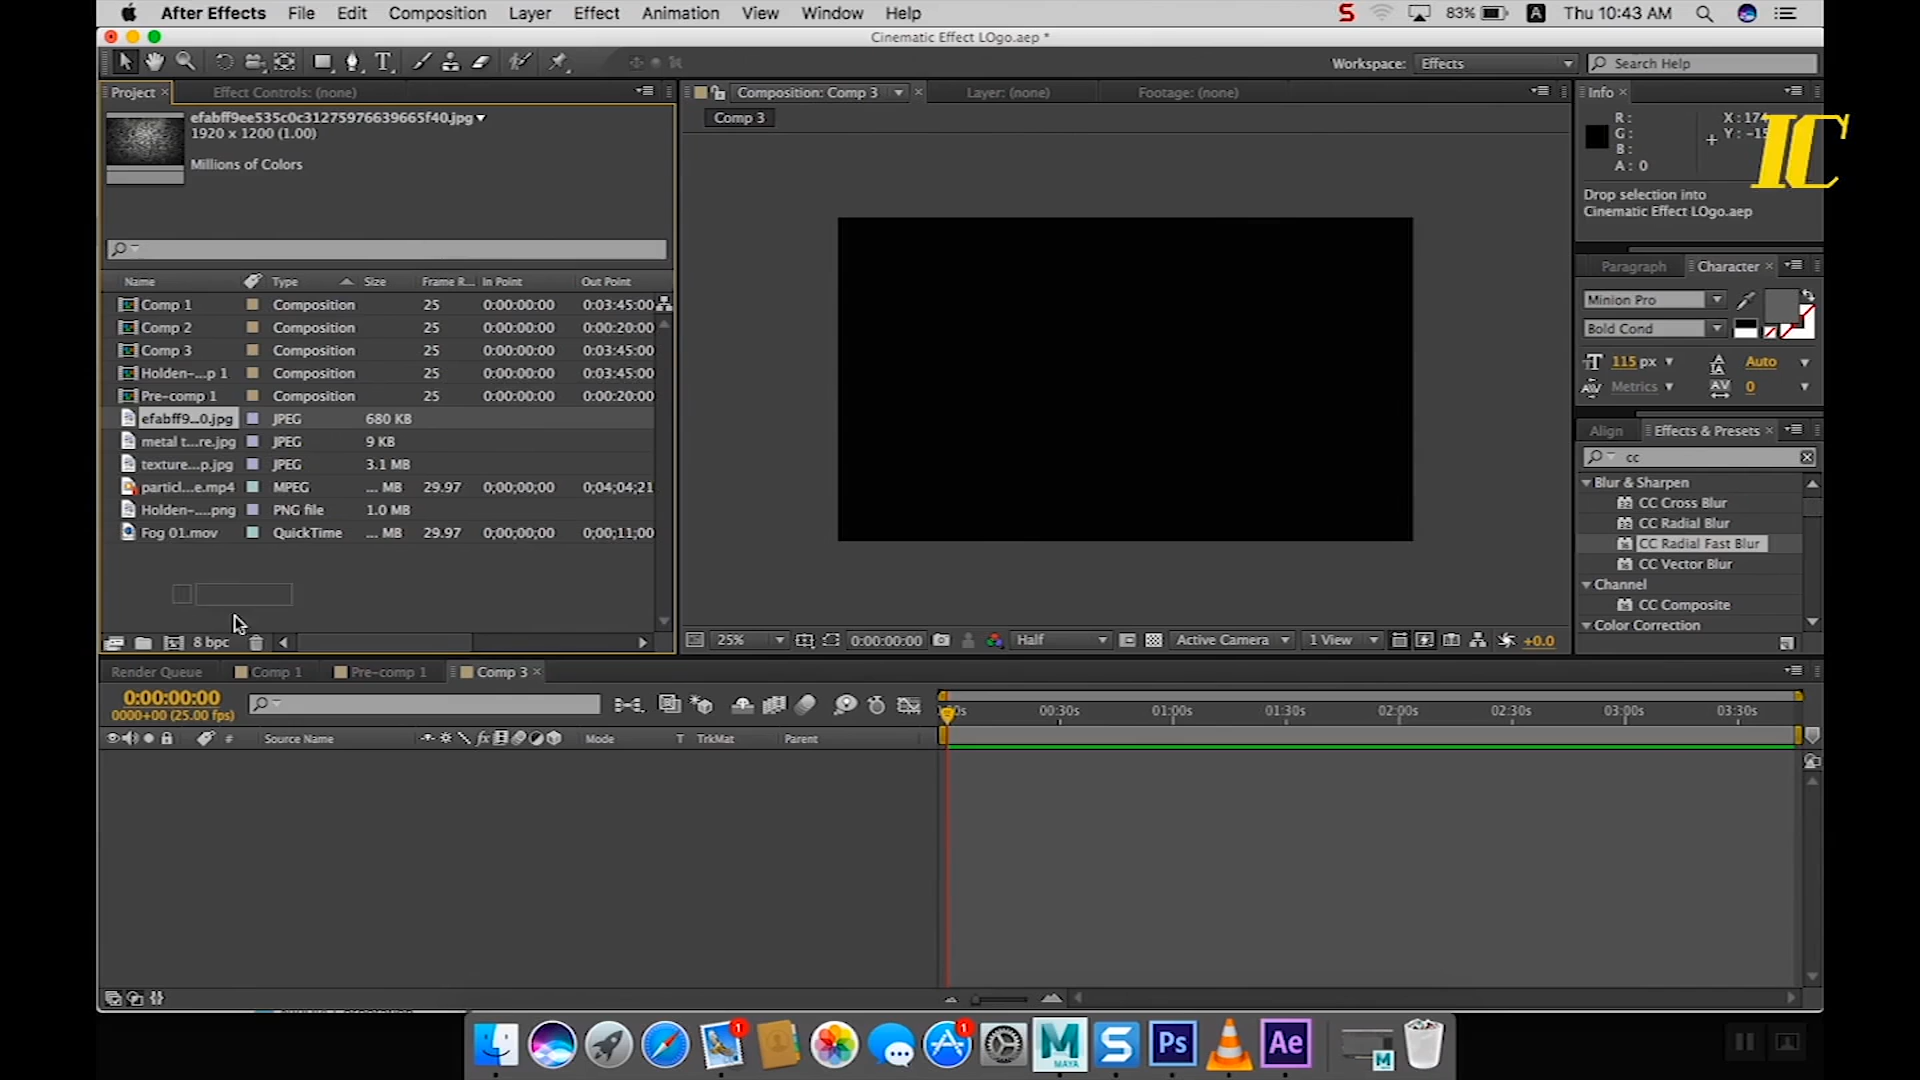 After Effects File Edit Composition Layer Effect Animation View Window Help S 83% A Thu 10:43 AM
Cinematic Effect LOgo.aep *
Workspace: Effects Search Help
Project Effect Controls: (none) Composition: Comp 3 Layer: (none) Footage: (none) Info
efabff9ee535c0c31275976639665f40.jpg
1920 x 1200 (1.00)
Millions of Colors
Comp 3
R:
G:
B:
A: 0
IC
Drop selection into
Cinematic Effect LOgo.aep
Paragraph Character
Minion Pro
Bold Cond
115 px Auto
Metrics 0
Align Effects & Presets
cc
Blur & Sharpen
CC Cross Blur
CC Radial Blur
CC Radial Fast Blur
CC Vector Blur
Channel
CC Composite
Color Correction
Name Type Size Frame R... In Point Out Point
Comp 1 Composition 25 0:00:00:00 0:03:45:00
Comp 2 Composition 25 0:00:00:00 0:00:20:00
Comp 3 Composition 25 0:00:00:00 0:03:45:00
Holden-...p 1 Composition 25 0:00:00:00 0:03:45:00
Pre-comp 1 Composition 25 0:00:00:00 0:00:20:00
efabff9...0.jpg JPEG 680 KB
metal t...re.jpg JPEG 9 KB
texture...p.jpg JPEG 3.1 MB
particl...e.mp4 MPEG ... MB 29.97 0;00;00;00 0;04;04;21
Holden-....png PNG file 1.0 MB
Fog 01.mov QuickTime ... MB 29.97 0;00;00;00 0;00;11;00
8 bpc
25% 0:00:00:00 Half Active Camera 1 View +0.0
Render Queue Comp 1 Pre-comp 1 Comp 3
0:00:00:00
0000+00 (25.00 fps)
00:30s 01:00s 01:30s 02:00s 02:30s 03:00s 03:30s
# Source Name fx Mode T TrkMat Parent
1 1 M MAYA S Ps Ae M